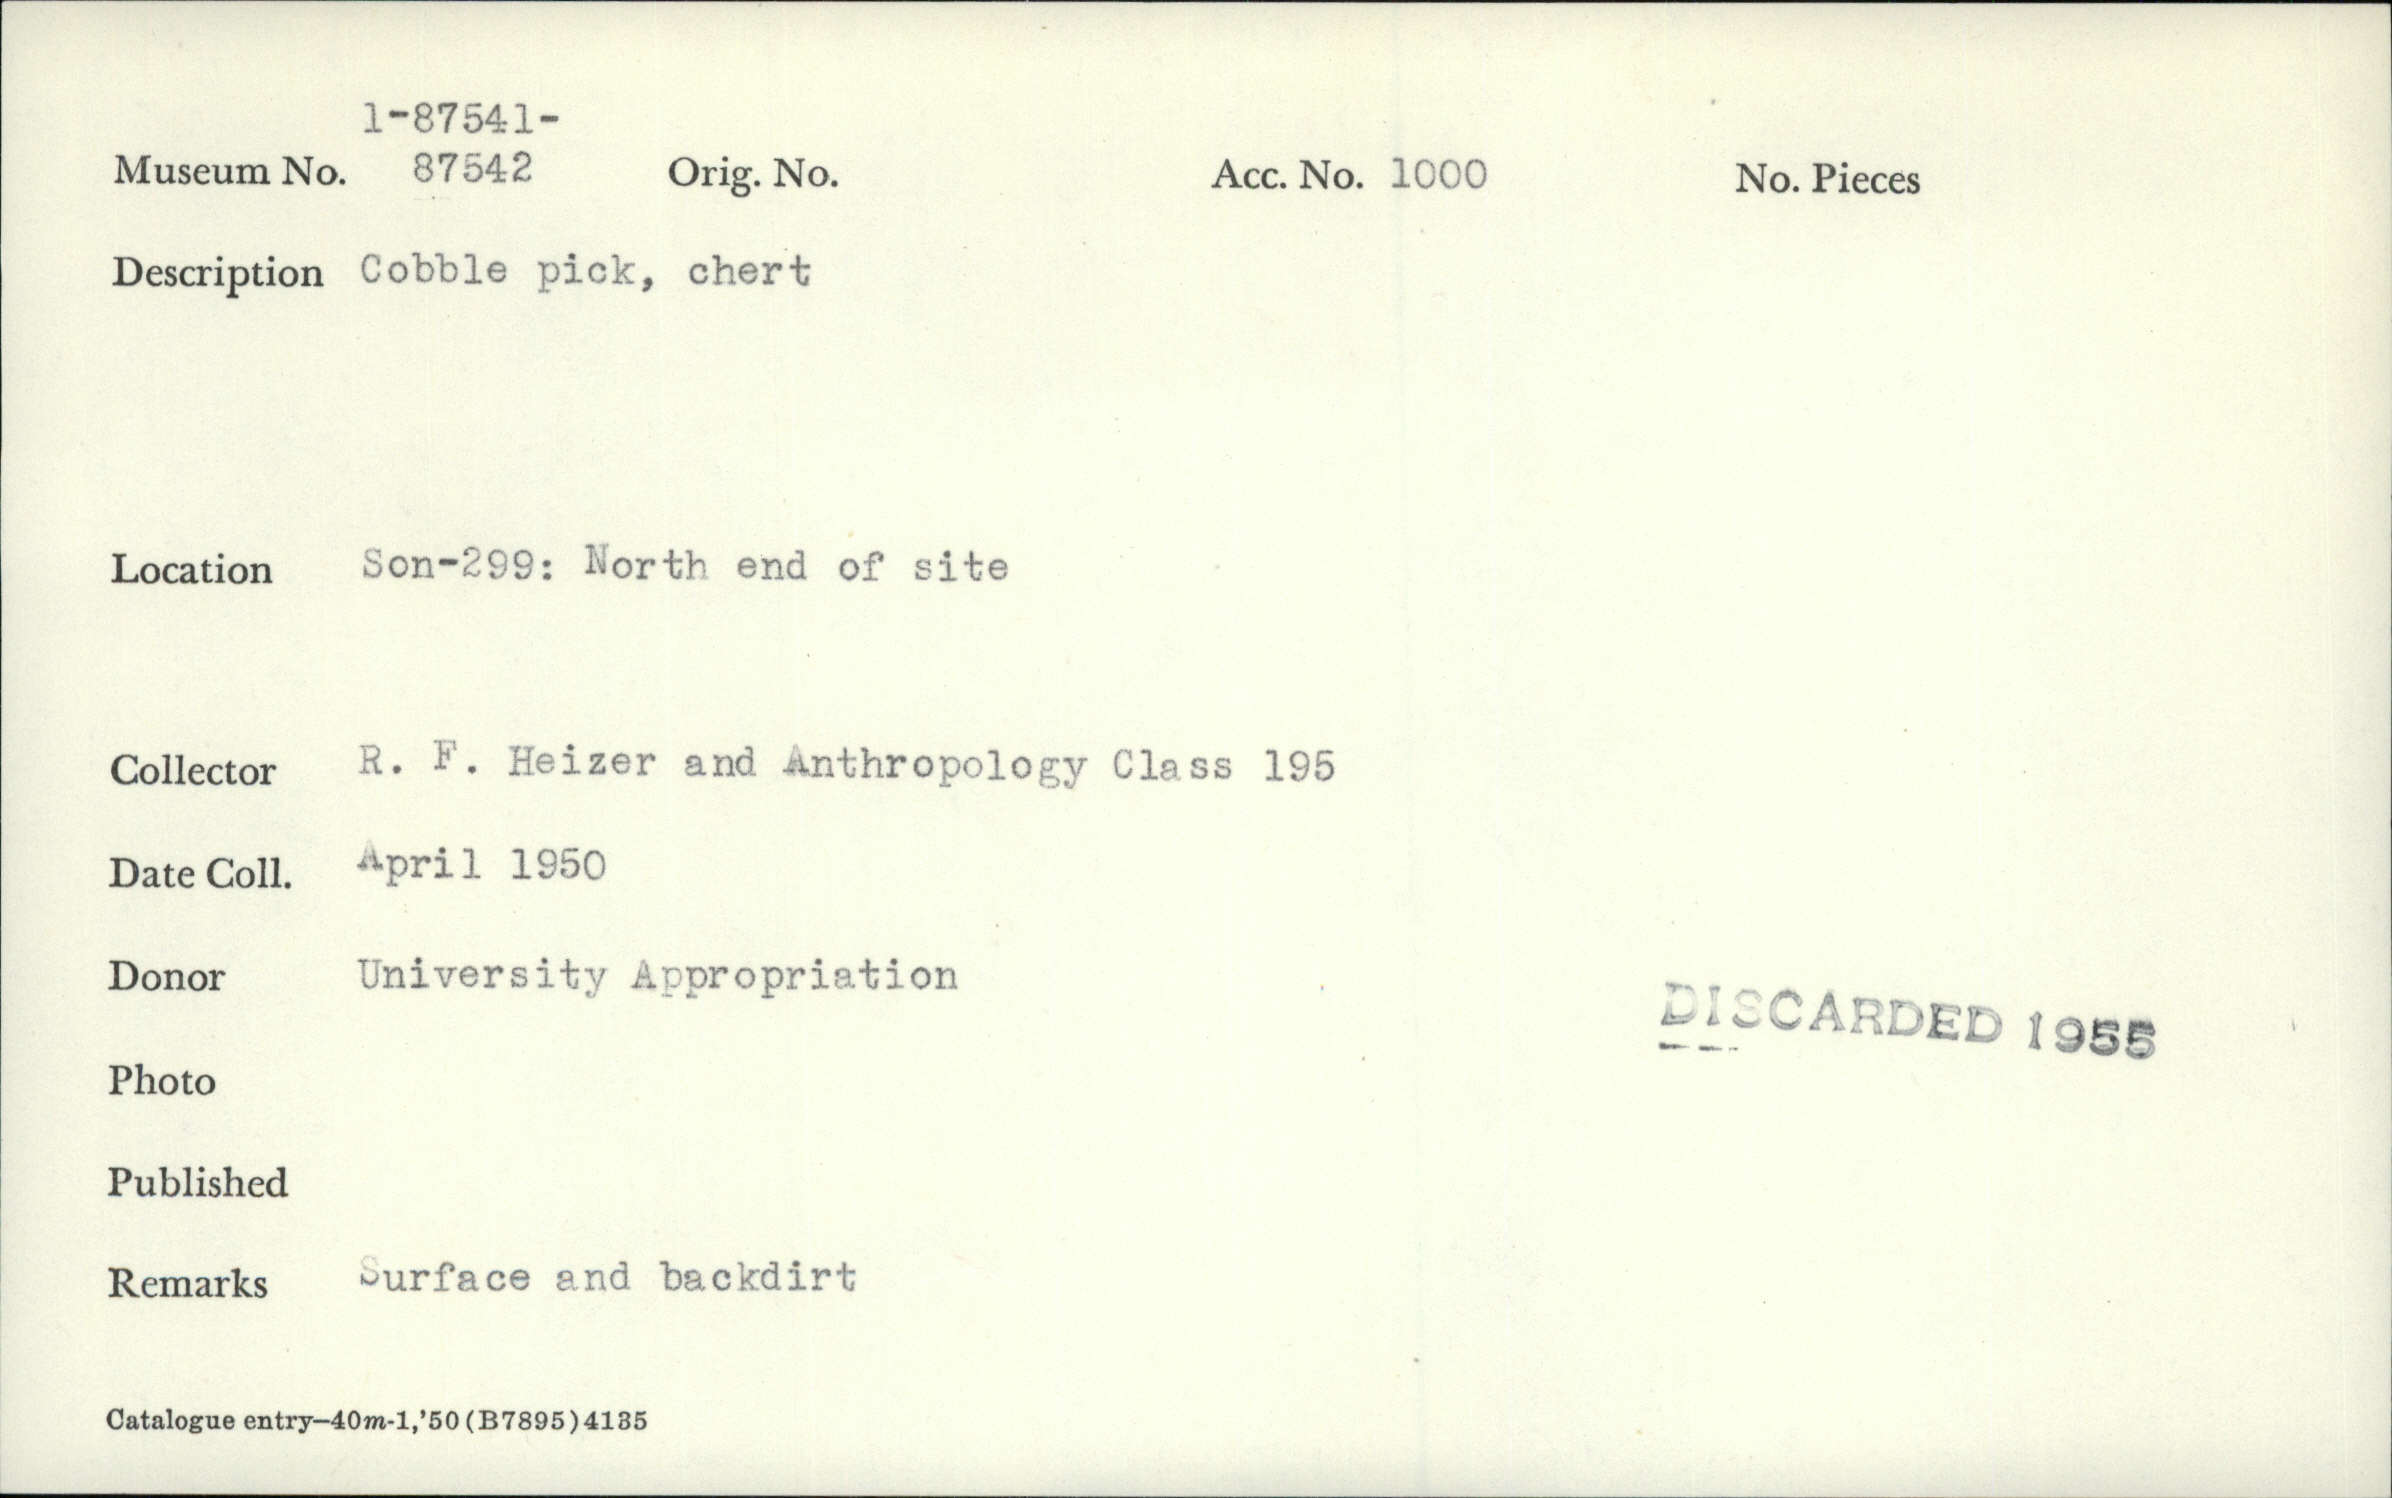 1-87541-
Museum No. 87542 Orig. No. Acc. No. 1000 No. Pieces
Description Cobble pick, chert
Location Son-299: North end of site
Collector R. F. Heizer and Anthropology Class 195
Date Coll. April 1950
Donor University Appropriation
DISCARDED 1955
Photo
Published
Remarks Surface and backdirt
Catalogue entry—40m-1,'50(B7895)4135